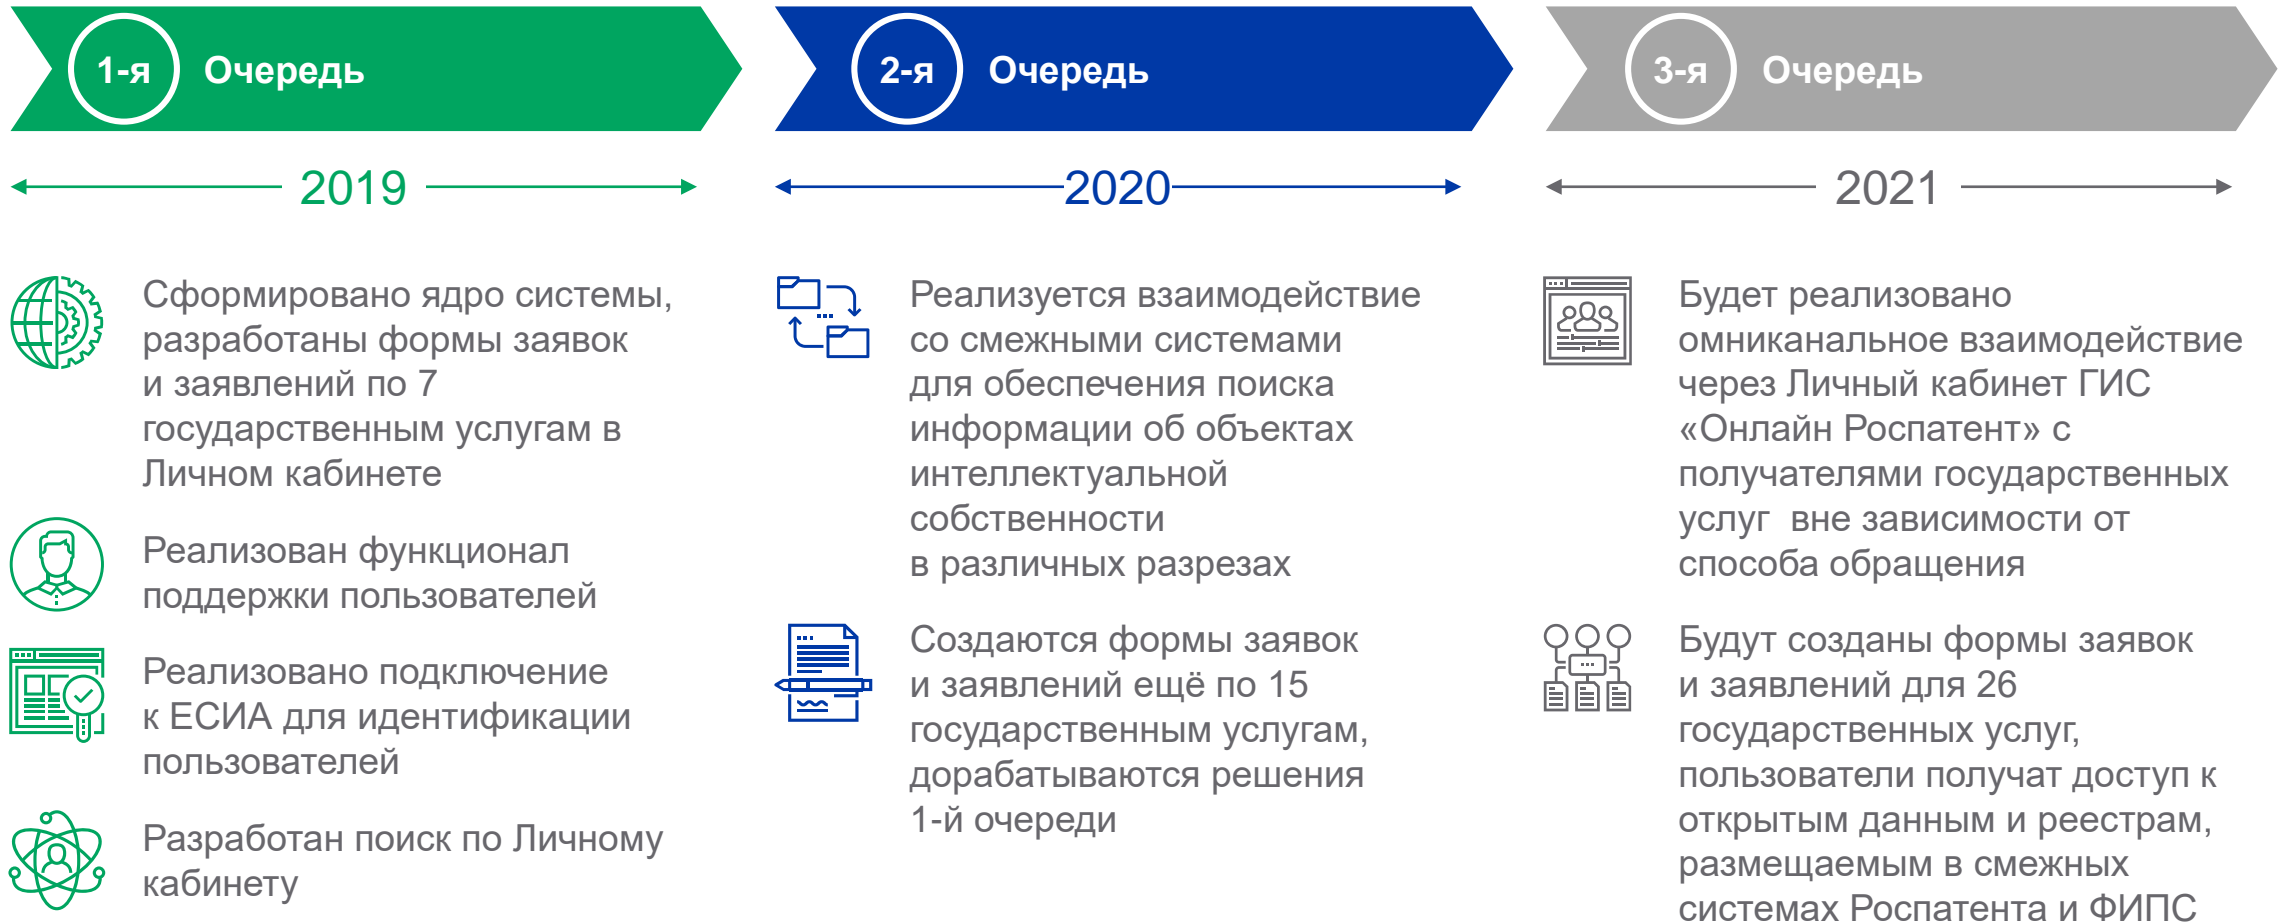 1-я Очередь
2019
Сформировано ядро системы,
разработаны формы заявок
и заявлений по 7
государственным услугам в
Личном кабинете
Реализован функционал
поддержки пользователей
Реализовано подключение
к ЕСИА для идентификации
пользователей
Разработан поиск по Личному
кабинету
2-я Очередь
2020
Реализуется взаимодействие
со смежными системами
для обеспечения поиска
информации об объектах
интеллектуальной
собственности
в различных разрезах
Создаются формы заявок
и заявлений ещё по 15
государственным услугам,
дорабатываются решения
1-й очереди
3-я Очередь
2021
Будет реализовано
омниканальное взаимодействие
через Личный кабинет ГИС
«Онлайн Роспатент» с
получателями государственных
услуг вне зависимости от
способа обращения
Будут созданы формы заявок
и заявлений для 26
государственных услуг,
пользователи получат доступ к
открытым данным и реестрам,
размещаемым в смежных
системах Роспатента и ФИПС